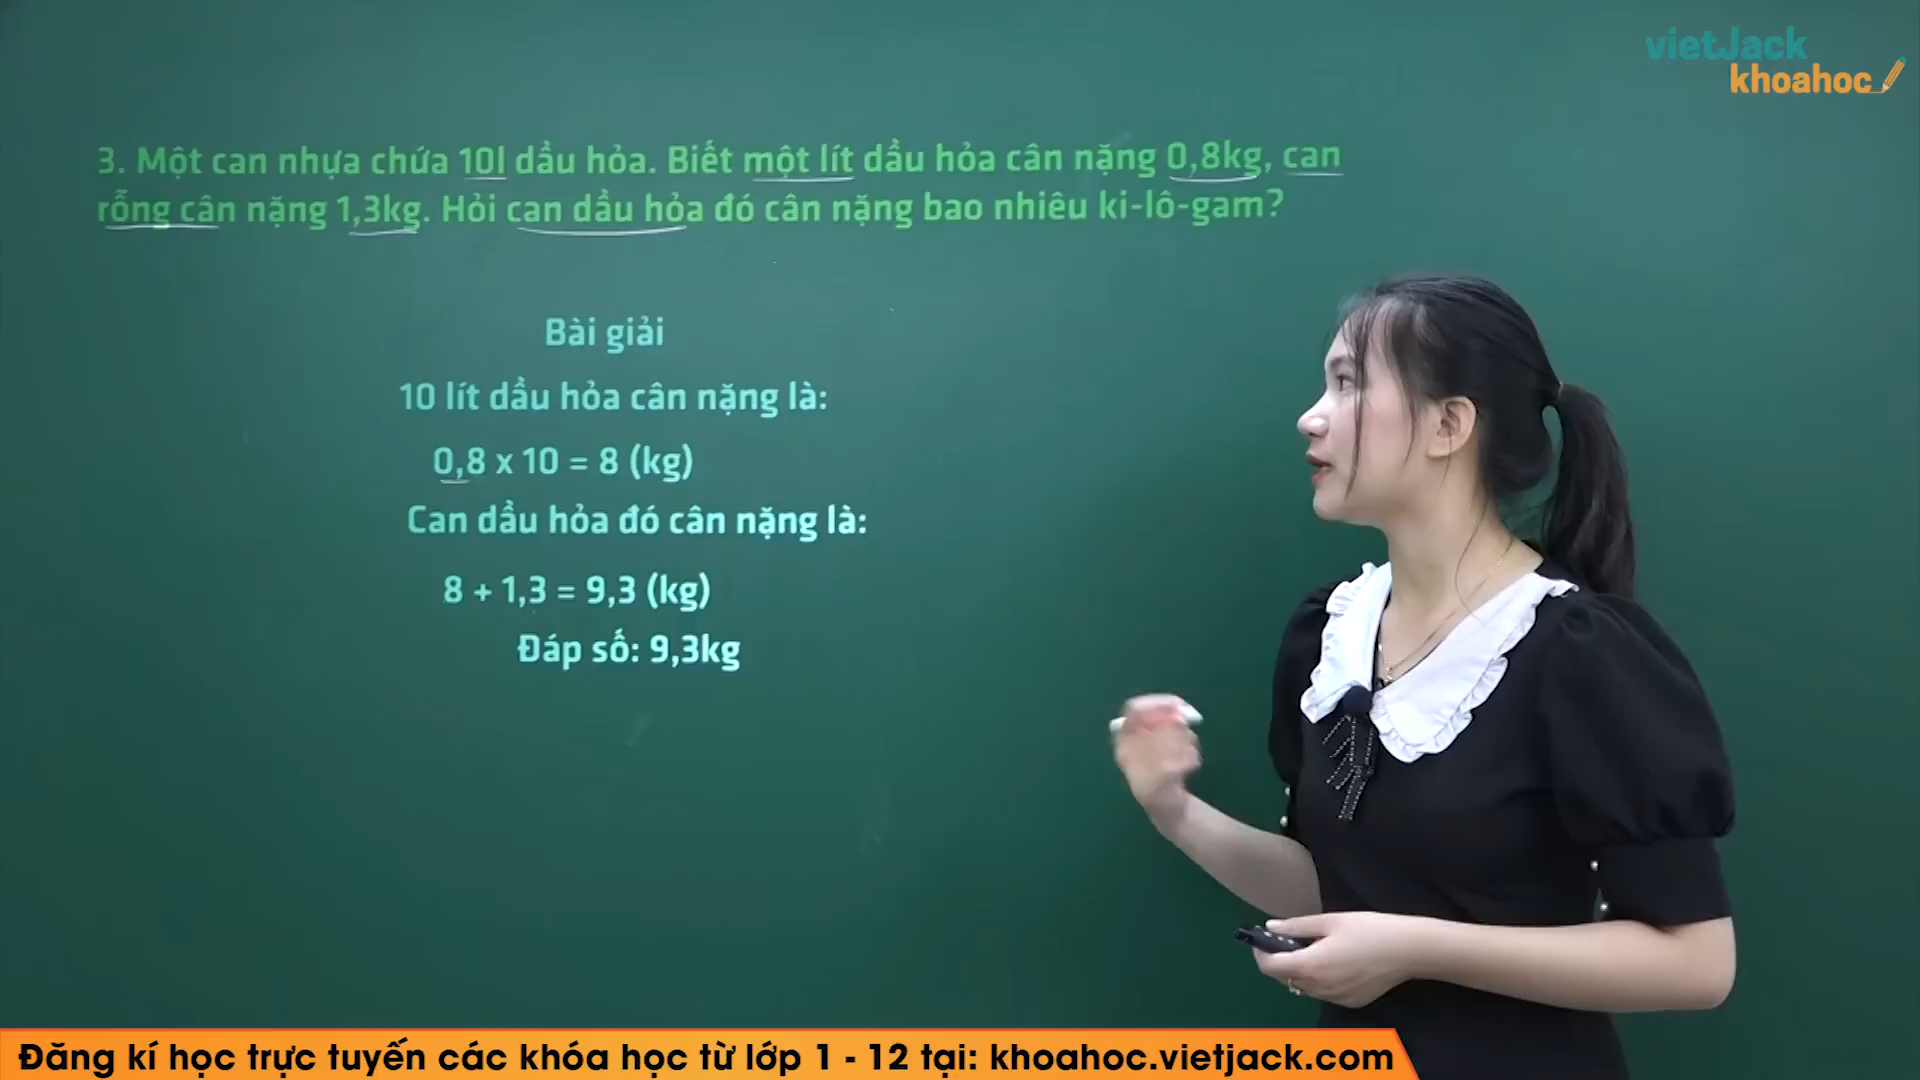 vietJack
khoahoc
3. Một can nhựa chứa 10l dầu hỏa. Biết một lít dầu hỏa cân nặng 0,8kg, can
rỗng cân nặng 1,3kg. Hỏi can dầu hỏa đó cân nặng bao nhiêu ki-lô-gam?
Bài giải
10 lít dầu hỏa cân nặng là:
0,8 x 10 = 8 (kg)
Can dầu hỏa đó cân nặng là:
8 + 1,3 = 9,3 (kg)
Đáp số: 9,3kg
Đăng kí học trực tuyến các khóa học từ lớp 1 - 12 tại: khoahoc.vietjack.com